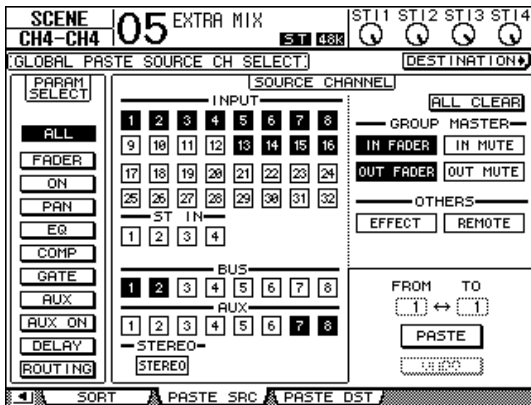 SCENE 05 EXTRA MIX STI1 STI2 STI3 STI4
CH4-CH4 ST 48k
GLOBAL PASTE SOURCE CH SELECT DESTINATION
PARAM SELECT
ALL
FADER
ON
PAN
EQ
COMP
GATE
AUX
AUX ON
DELAY
ROUTING
SOURCE CHANNEL
INPUT
1 2 3 4 5 6 7 8
9 10 11 12 13 14 15 16
17 18 19 20 21 22 23 24
25 26 27 28 29 30 31 32
ST IN
1 2 3 4
BUS
1 2 3 4 5 6 7 8
AUX
1 2 3 4 5 6 7 8
STEREO
STEREO
ALL CLEAR
GROUP MASTER
IN FADER IN MUTE
OUT FADER OUT MUTE
OTHERS
EFFECT REMOTE
FROM TO
1 ↔ 1
PASTE
UNDO
SORT PASTE SRC PASTE DST